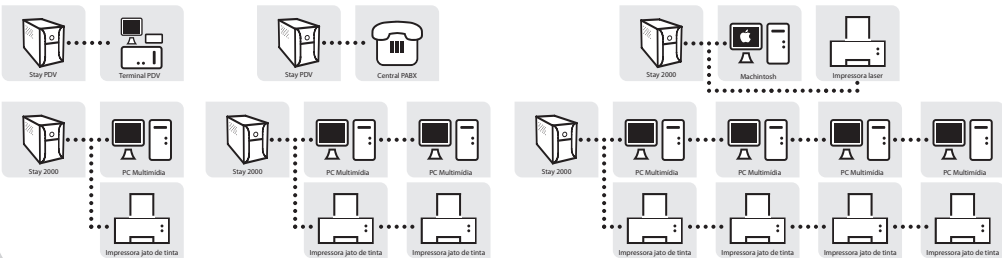 Stay PDV
Terminal PDV
Stay PDV
Central PABX
Stay 2000
Machintosh
Impressora laser
Stay 2000
PC Multimídia
Impressora jato de tinta
Stay 2000
PC Multimídia
PC Multimídia
Impressora jato de tinta
Impressora jato de tinta
Stay 2000
PC Multimídia
PC Multimídia
PC Multimídia
PC Multimídia
Impressora jato de tinta
Impressora jato de tinta
Impressora jato de tinta
Impressora jato de tinta